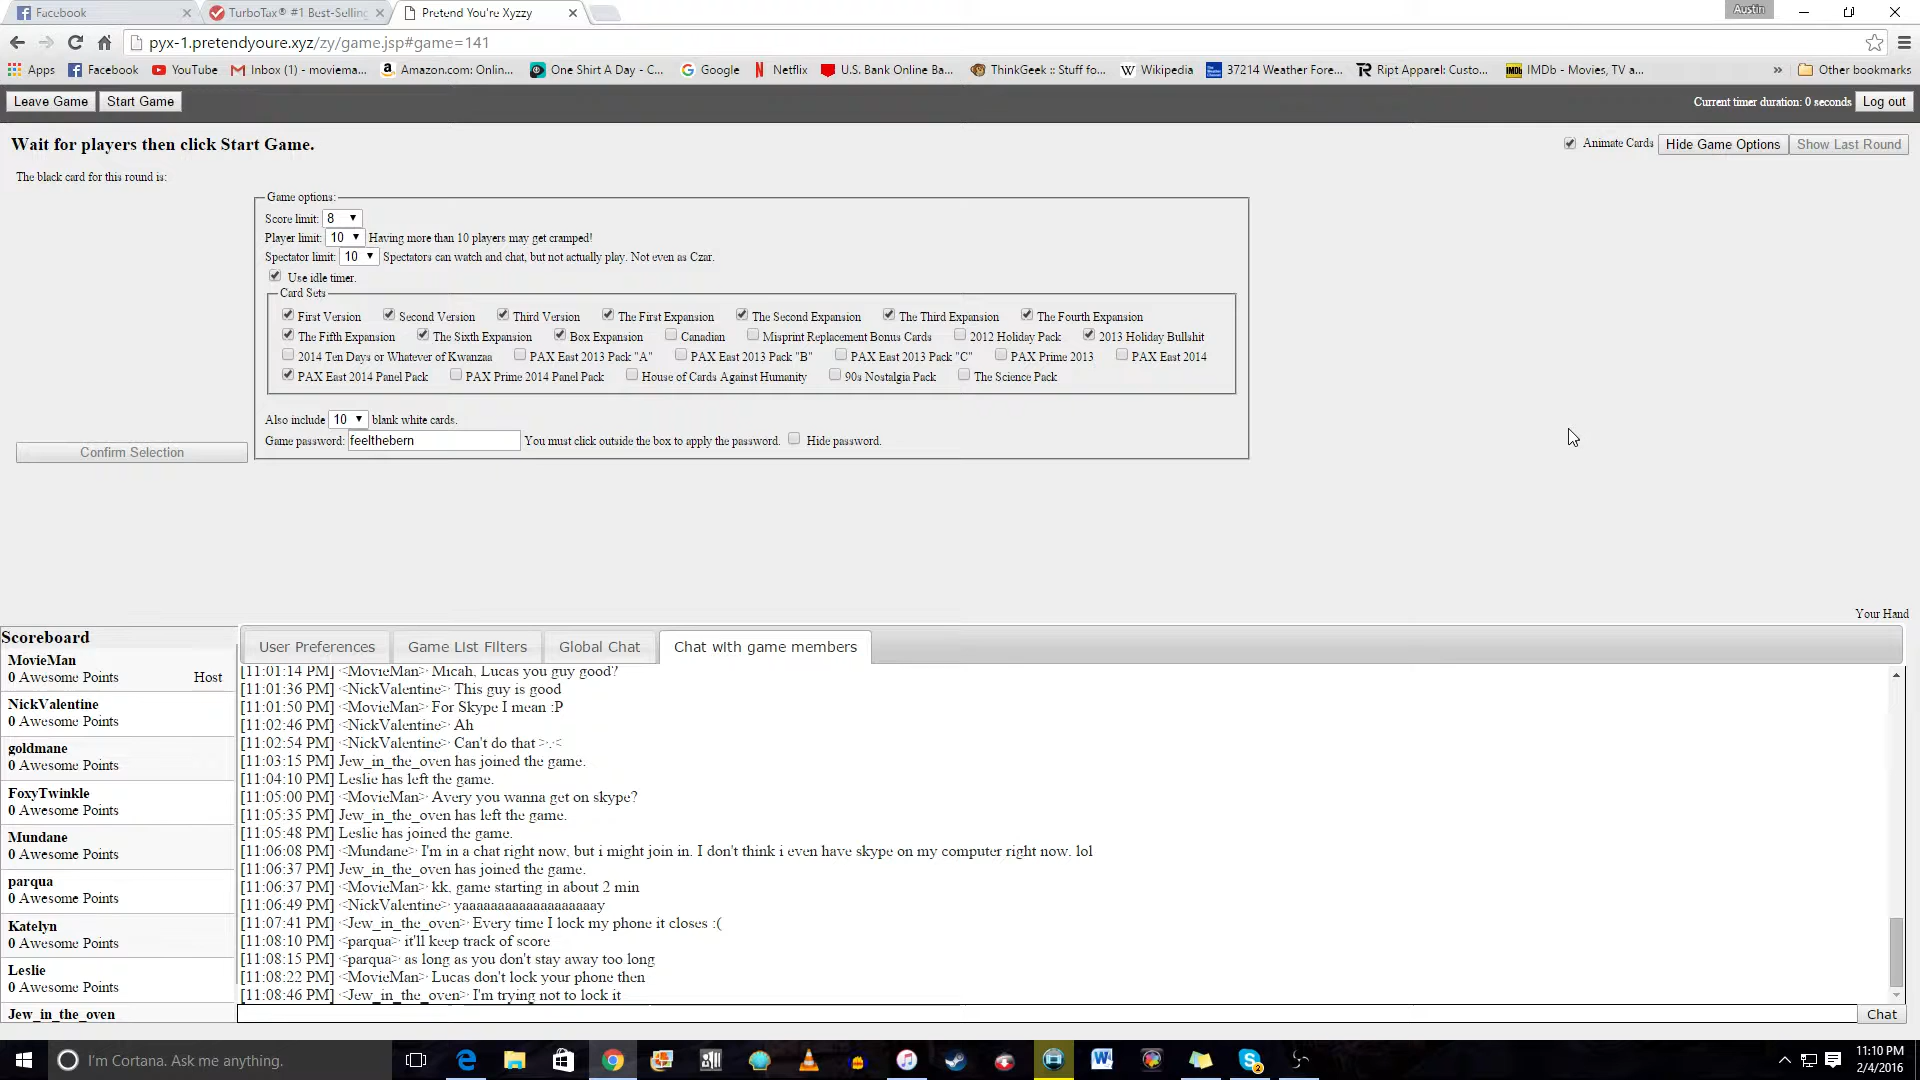 Facebook
TurboTax® #1 Best-Selling
Pretend You're Xyzzy
Austin
pyx-1.pretendyoure.xyz/zy/game.jsp#game=141
Apps Facebook YouTube Inbox (1) - moviema... Amazon.com: Onlin... One Shirt A Day - C... Google Netflix U.S. Bank Online Ba... ThinkGeek :: Stuff fo... Wikipedia 37214 Weather Fore... Ript Apparel: Custo... IMDb - Movies, TV a... » Other bookmarks
Leave Game Start Game Current timer duration: 0 seconds Log out
Wait for players then click Start Game. Animate Cards Hide Game Options Show Last Round
The black card for this round is:
Game options:
Score limit: 8
Player limit: 10 Having more than 10 players may get cramped!
Spectator limit: 10 Spectators can watch and chat, but not actually play. Not even as Czar.
Use idle timer.
Card Sets
First Version Second Version Third Version The First Expansion The Second Expansion The Third Expansion The Fourth Expansion
The Fifth Expansion The Sixth Expansion Box Expansion Canadian Misprint Replacement Bonus Cards 2012 Holiday Pack 2013 Holiday Bullshit
2014 Ten Days or Whatever of Kwanzaa PAX East 2013 Pack "A" PAX East 2013 Pack "B" PAX East 2013 Pack "C" PAX Prime 2013 PAX East 2014
PAX East 2014 Panel Pack PAX Prime 2014 Panel Pack House of Cards Against Humanity 90s Nostalgia Pack The Science Pack
Also include 10 blank white cards.
Game password: feelthebern You must click outside the box to apply the password. Hide password.
Confirm Selection
Your Hand
Scoreboard
MovieMan
0 Awesome Points Host
NickValentine
0 Awesome Points
goldmane
0 Awesome Points
FoxyTwinkle
0 Awesome Points
Mundane
0 Awesome Points
parqua
0 Awesome Points
Katelyn
0 Awesome Points
Leslie
0 Awesome Points
Jew_in_the_oven
User Preferences Game List Filters Global Chat Chat with game members
[11:01:14 PM] <MovieMan> Micah, Lucas you guy good?
[11:01:36 PM] <NickValentine> This guy is good
[11:01:50 PM] <MovieMan> For Skype I mean :P
[11:02:46 PM] <NickValentine> Ah
[11:02:54 PM] <NickValentine> Can't do that >.<
[11:03:15 PM] Jew_in_the_oven has joined the game.
[11:04:10 PM] Leslie has left the game.
[11:05:00 PM] <MovieMan> Avery you wanna get on skype?
[11:05:35 PM] Jew_in_the_oven has left the game.
[11:05:48 PM] Leslie has joined the game.
[11:06:08 PM] <Mundane> I'm in a chat right now, but i might join in. I don't think i even have skype on my computer right now. lol
[11:06:37 PM] Jew_in_the_oven has joined the game.
[11:06:37 PM] <MovieMan> kk, game starting in about 2 min
[11:06:49 PM] <NickValentine> yaaaaaaaaaaaaaaaaaaaay
[11:07:41 PM] <Jew_in_the_oven> Every time I lock my phone it closes :(
[11:08:10 PM] <parqua> it'll keep track of score
[11:08:15 PM] <parqua> as long as you don't stay away too long
[11:08:22 PM] <MovieMan> Lucas don't lock your phone then
[11:08:46 PM] <Jew_in_the_oven> I'm trying not to lock it
Chat
I'm Cortana. Ask me anything.
11:10 PM
2/4/2016